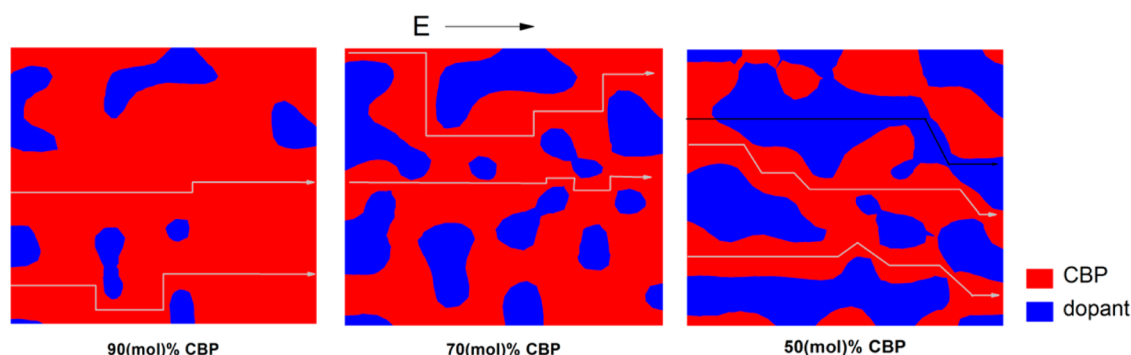 E
CBP
dopant
90(mol)% CBP
70(mol)% CBP
50(mol)% CBP